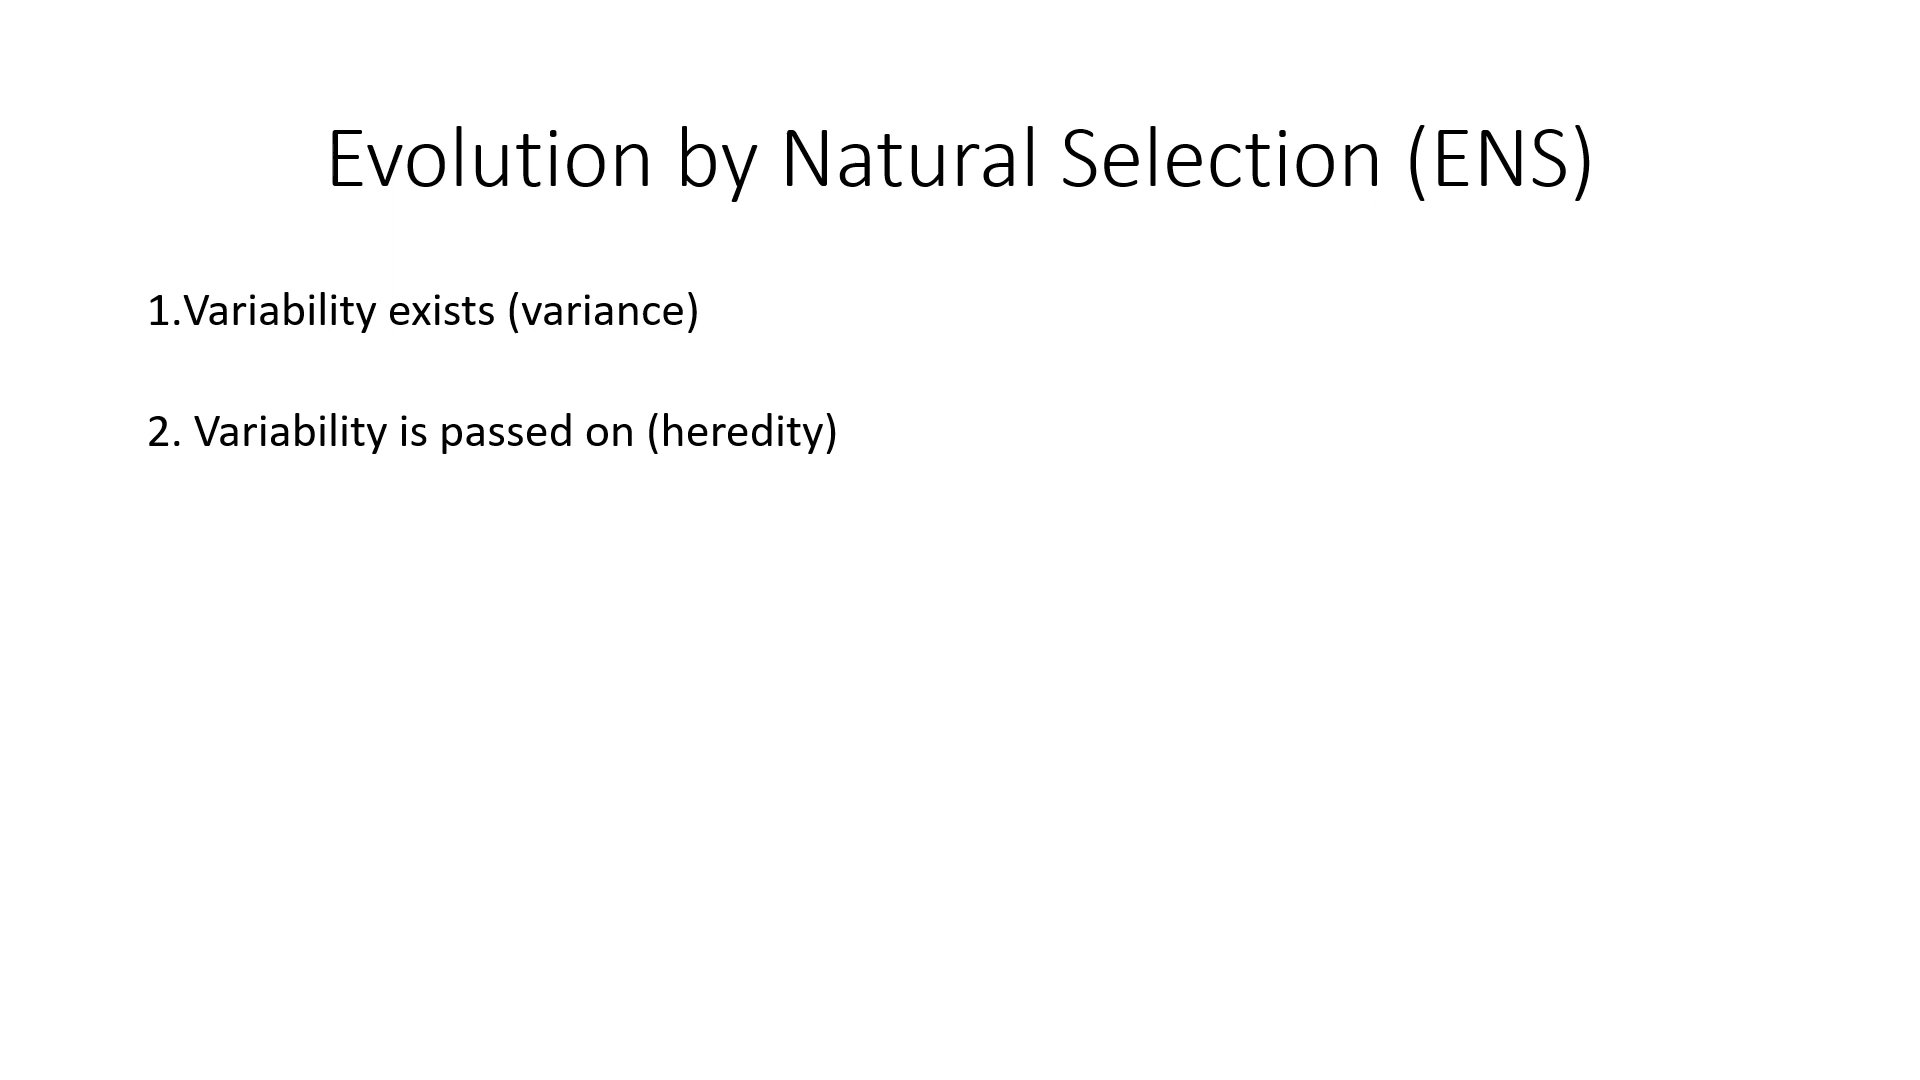 Evolution by Natural Selection (ENS)
1.Variability exists (variance)
2. Variability is passed on (heredity)